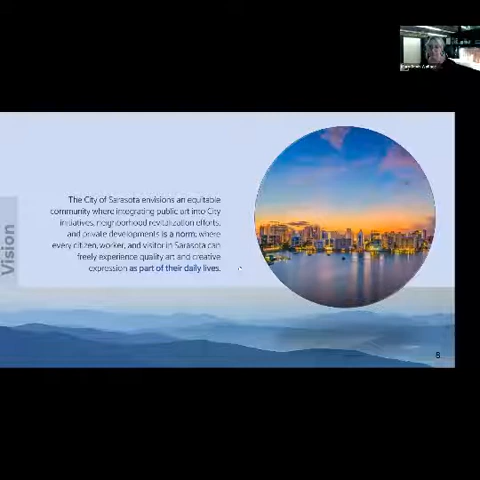 Vision
The City of Sarasota envisions an equitable
community where integrating public art into City
initiatives, neighborhood revitalization efforts,
and private developments is a norm; where
every citizen, worker, and visitor in Sarasota can
freely experience quality art and creative
expression as part of their daily lives.
8